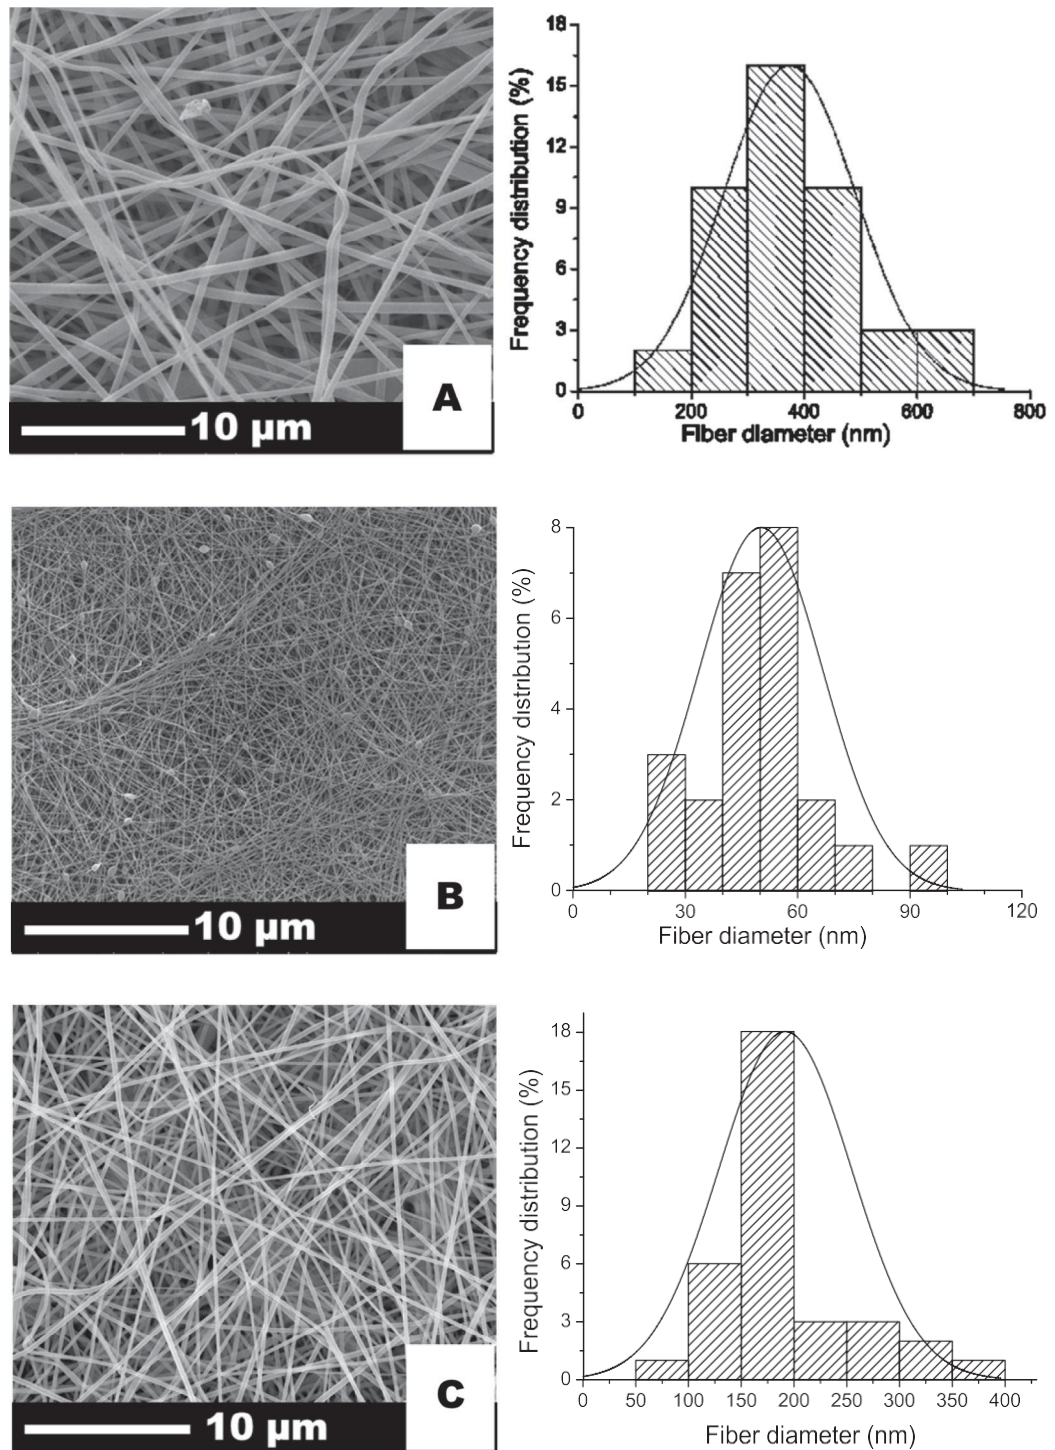 18
15
12
9
6
3
0
Frequency distribution (%)
0 200 400 600 800
Fiber diameter (nm)
A
10 µm
8
6
4
2
0
Frequency distribution (%)
0 30 60 90 120
Fiber diameter (nm)
B
10 µm
18
15
12
9
6
3
0
Frequency distribution (%)
0 50 100 150 200 250 300 350 400
Fiber diameter (nm)
C
10 µm